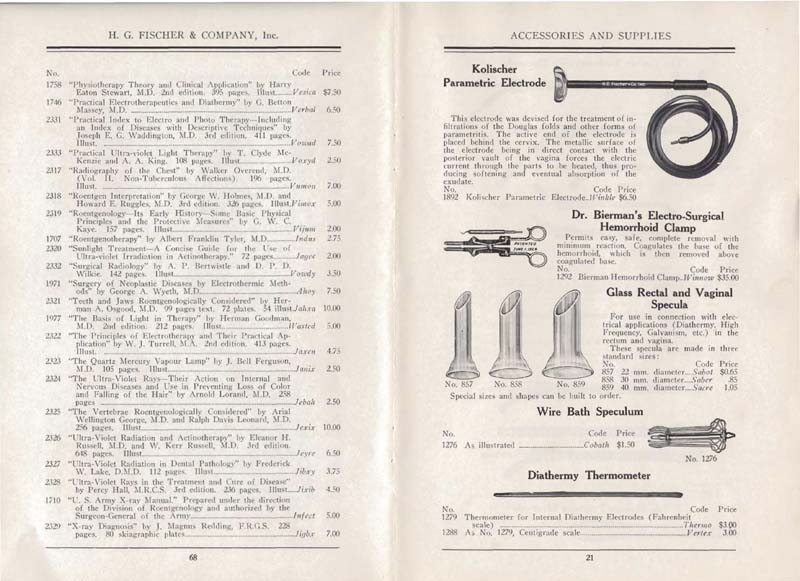 H. G. FISCHER & COMPANY, Inc.
No. Code Price
1758 "Physiotherapy Theory and Clinical Application" by Harry
Eaton Stewart, M.D. 2nd edition. 395 pages. Illust.......Vexica $7.50
1746 "Practical Electrotherapeutics and Diathermy" by G. Betton
Massey, M.D. Verbal 6.50
2331 "Practical Index to Electro and Photo Therapy—Including
an Index of Diseases with Descriptive Techniques" by
Joseph E. G. Waddington, M.D. 3rd edition. 411 pages.
Illust. 7.50
2333 "Practical Ultra-violet Light Therapy" by T. Clyde Mc-
Kenzie and A. A. King. 108 pages. Illust. Voxyd 2.50
2317 "Radiography of the Chest" by Walker Overend, M.D.
(Vol. II. Non-Tuberculous Affections). 196 pages.
Illust. 7.00
2318 "Roentgen Interpretation" by George W. Holmes, M.D. and
Howard E. Ruggles, M.D. 3rd edition. 326 pages. Illust. Vimex 5.00
2319 "Roentgenology—Its Early History—Some Basic Physical
Principles and the Protective Measures" by G. W. C.
Kaye. 157 pages. Illust. 2.00
1707 "Roentgenotherapy" by Albert Franklin Tyler, M.D. Indus 2.75
2320 "Sunlight Treatment—A Concise Guide for the Use of
Ultra-violet Irradiation in Actinotherapy." 72 pages. 2.00
2332 "Surgical Radiology" by A. P. Bertwistle and D. P. D.
Wilkie. 142 pages. Illust. 3.50
1971 "Surgery of Neoplastic Diseases by Electrothermic Meth-
ods" by George A. Wyeth, M.D. Ahoy 7.50
2321 "Teeth and Jaws Roentgenologically Considered" by Her-
man A. Osgood, M.D. 99 pages text. 72 plates. 54 illust. 10.00
1977 "The Basis of Light in Therapy" by Herman Goodman,
M.D. 2nd edition. 212 pages. Illust. Wasted 5.00
2322 "The Principles of Electrotherapy and Their Practical Ap-
plication" by W. J. Turrell, M.A. 2nd edition. 413 pages.
Illust. Jaxen 4.75
2323 "The Quartz Mercury Vapour Lamp" by J. Bell Ferguson,
M.D. 105 pages. Illust. Janix 2.50
2324 "The Ultra-Violet Rays—Their Action on Internal and
Nervous Diseases and Use in Preventing Loss of Color
and Falling of the Hair" by Arnold Lorand, M.D. 258
pages Jebah 2.50
2325 "The Vertebrae Roentgenologically Considered" by Arial
Wellington George, M.D. and Ralph Davis Leonard, M.D.
256 pages. Illust. Jexix 10.00
2326 "Ultra-Violet Radiation and Actinotherapy" by Eleanor H.
Russell, M.D. and W. Kerr Russell, M.D. 3rd edition.
648 pages. Illust. Jeyre 6.50
2327 "Ultra-Violet Radiation in Dental Pathology" by Frederick
W. Lake, D.M.D. 112 pages. Illust. Jibxy 3.75
2328 "Ultra-Violet Rays in the Treatment and Cure of Disease"
by Percy Hall, M.R.C.S. 3rd edition. 236 pages. Illust. Jixib 4.50
1710 "U. S. Army X-ray Manual." Prepared under the direction
of the Division of Roentgenology and authorized by the
Surgeon-General of the Army Infect 5.00
2329 "X-ray Diagnosis" by J. Magnus Redding, F.R.G.S. 228
pages. 80 skiagraphic plates Jigbx 7.00
68
ACCESSORIES AND SUPPLIES
Kolischer
Parametric Electrode
H. G. Fischer & Co. Inc.
This electrode was devised for the treatment of in-
filtrations of the Douglas folds and other forms of
parametritis. The active end of the electrode is
placed behind the cervix. The metallic surface of
the electrode being in direct contact with the
posterior vault of the vagina forces the electric
current through the parts to be heated, thus pro-
ducing softening and eventual absorption of the
exudate.
No. Code Price
1892 Kolischer Parametric Electrode..Winkle $6.50
Dr. Bierman's Electro-Surgical
Hemorrhoid Clamp
PATENTED
Permits easy, safe, complete removal with
minimum reaction. Coagulates the base of the
hemorrhoid, which is then removed above
coagulated base.
No. Code Price
1292 Bierman Hemorrhoid Clamp..Winnow $35.00
Glass Rectal and Vaginal
Specula
For use in connection with elec-
trical applications (Diathermy, High
Frequency, Galvanism, etc.) in the
rectum and vagina.
These specula are made in three
standard sizes:
No. Code Price
857 22 mm. diameter....Sabot $0.65
858 30 mm. diameter....Saber .85
859 40 mm. diameter....Sacre 1.05
No. 857 No. 858 No. 859
Special sizes and shapes can be built to order.
Wire Bath Speculum
No. Code Price
1276 As illustrated Cobath $1.50
No. 1276
Diathermy Thermometer
No. Code Price
1279 Thermometer for Internal Diathermy Electrodes (Fahrenheit
scale) Thermo $3.00
1288 As No. 1279, Centigrade scale Vertex 3.00
21